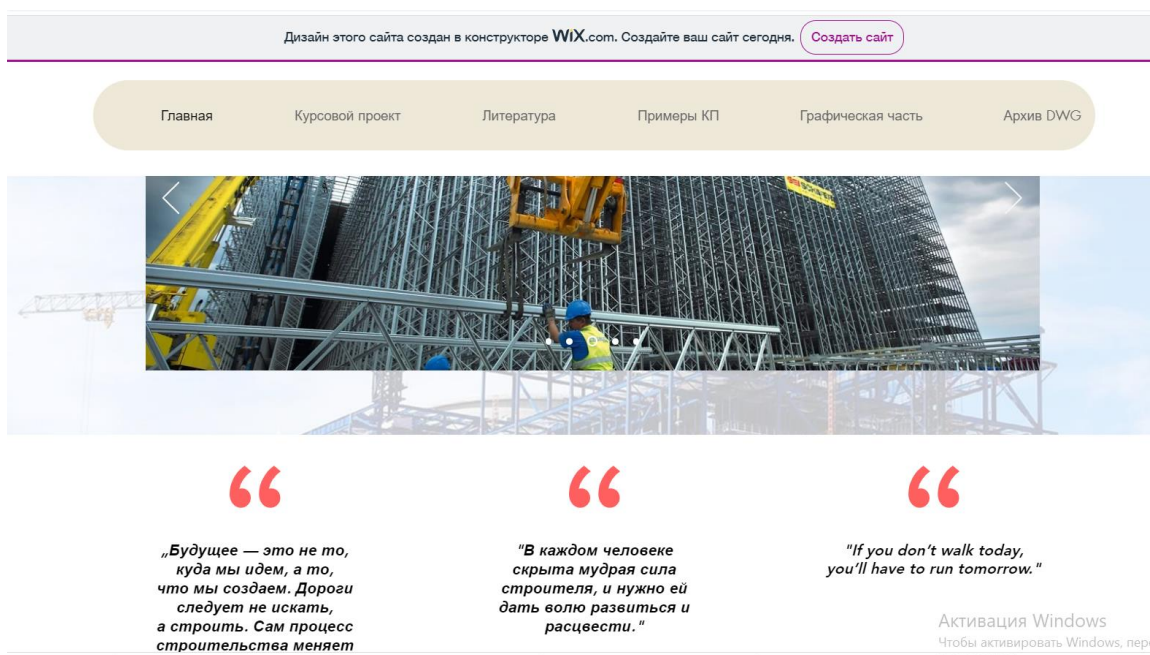 Дизайн этого сайта создан в конструкторе WiX.com. Создайте ваш сайт сегодня. Создать сайт
Главная Курсовой проект Литература Примеры КП Графическая часть Архив DWG
„Будущее — это не то,
куда мы идем, а то,
что мы создаем. Дороги
следует не искать,
а строить. Сам процесс
строительства меняет
"В каждом человеке
скрыта мудрая сила
строителя, и нужно ей
дать волю развиться и
расцвести."
"If you don't walk today,
you'll have to run tomorrow."
Активация Windows
Чтобы активировать Windows,